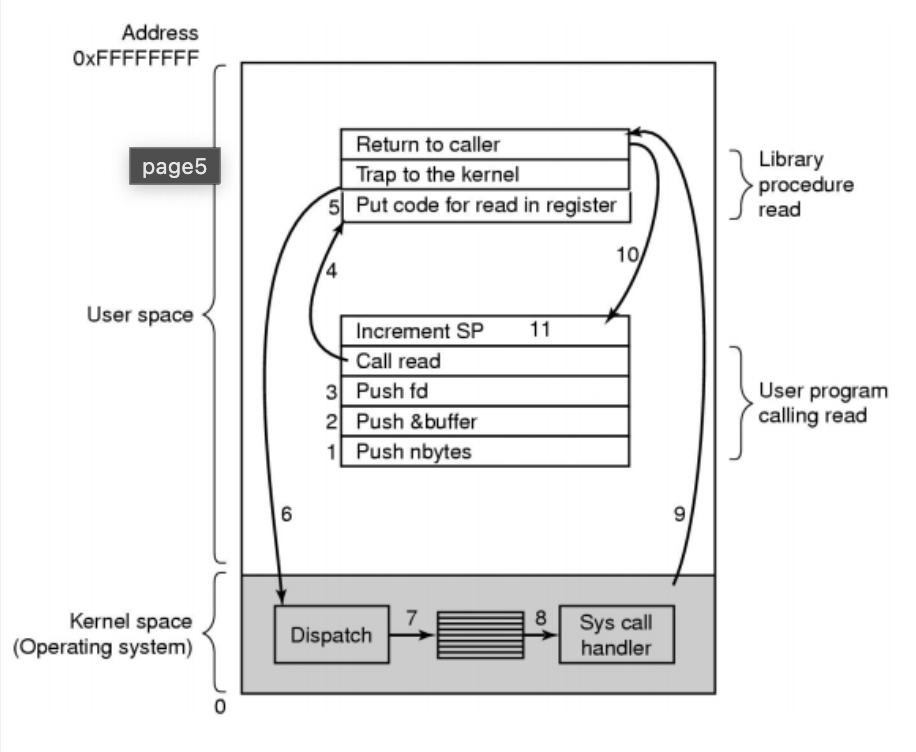 Address
0xFFFFFFFF
page5
Return to caller
Trap to the kernel
5 Put code for read in register
Library
procedure
read
4
10
User space
Increment SP 11
Call read
3 Push fd
2 Push &buffer
1 Push nbytes
User program
calling read
6
9
Kernel space
(Operating system)
Dispatch
7
8
Sys call
handler
0